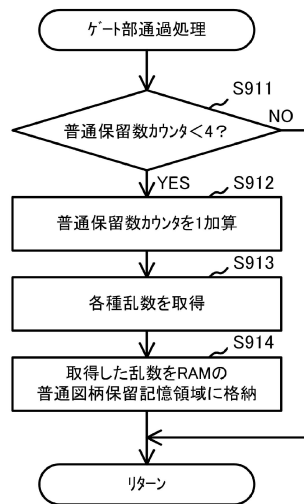 ゲート部通過処理
S911
普通保留数カウンタ<4?
NO
YES
S912
普通保留数カウンタを1加算
S913
各種乱数を取得
S914
取得した乱数をRAMの
普通図柄保留記憶領域に格納
リターン